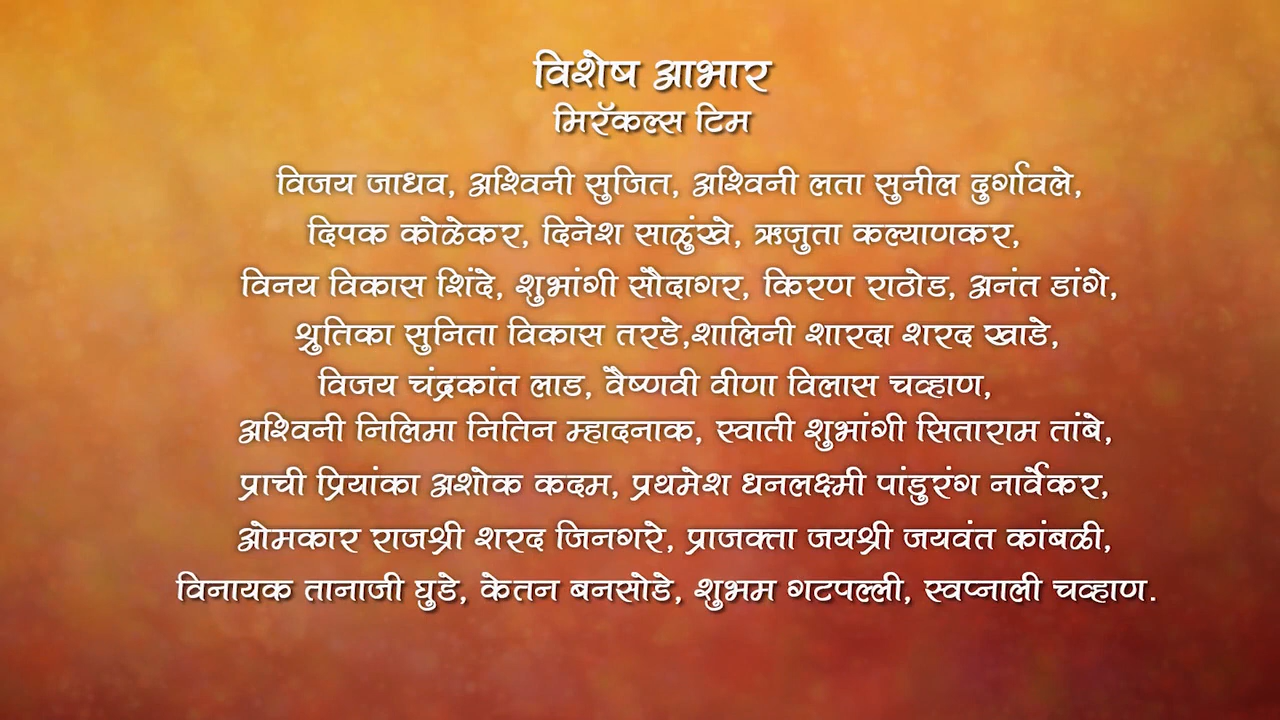 विशेष आभार
मिरॅकल्स टिम
विजय जाधव, अश्विनी सुजित, अश्विनी लता सुनील दुर्गावले,
दिपक कोळेकर, दिनेश साळुंखे, ऋजुता कल्याणकर,
विनय विकास शिंदे, शुभांगी सौदागर, किरण राठोड, अनंत डांगे,
श्रुतिका सुनिता विकास तरडे,शालिनी शारदा शरद खाडे,
विजय चंद्रकांत लाड, वैष्णवी वीणा विलास चव्हाण,
अश्विनी निलिमा नितिन म्हादनाक, स्वाती शुभांगी सिताराम तांबे,
प्राची प्रियांका अशोक कदम, प्रथमेश धनलक्ष्मी पांडुरंग नार्वेकर,
ओमकार राजश्री शरद जिनगरे, प्राजक्ता जयश्री जयवंत कांबळी,
विनायक तानाजी घुडे, केतन बनसोडे, शुभम गटपल्ली, स्वप्नाली चव्हाण.